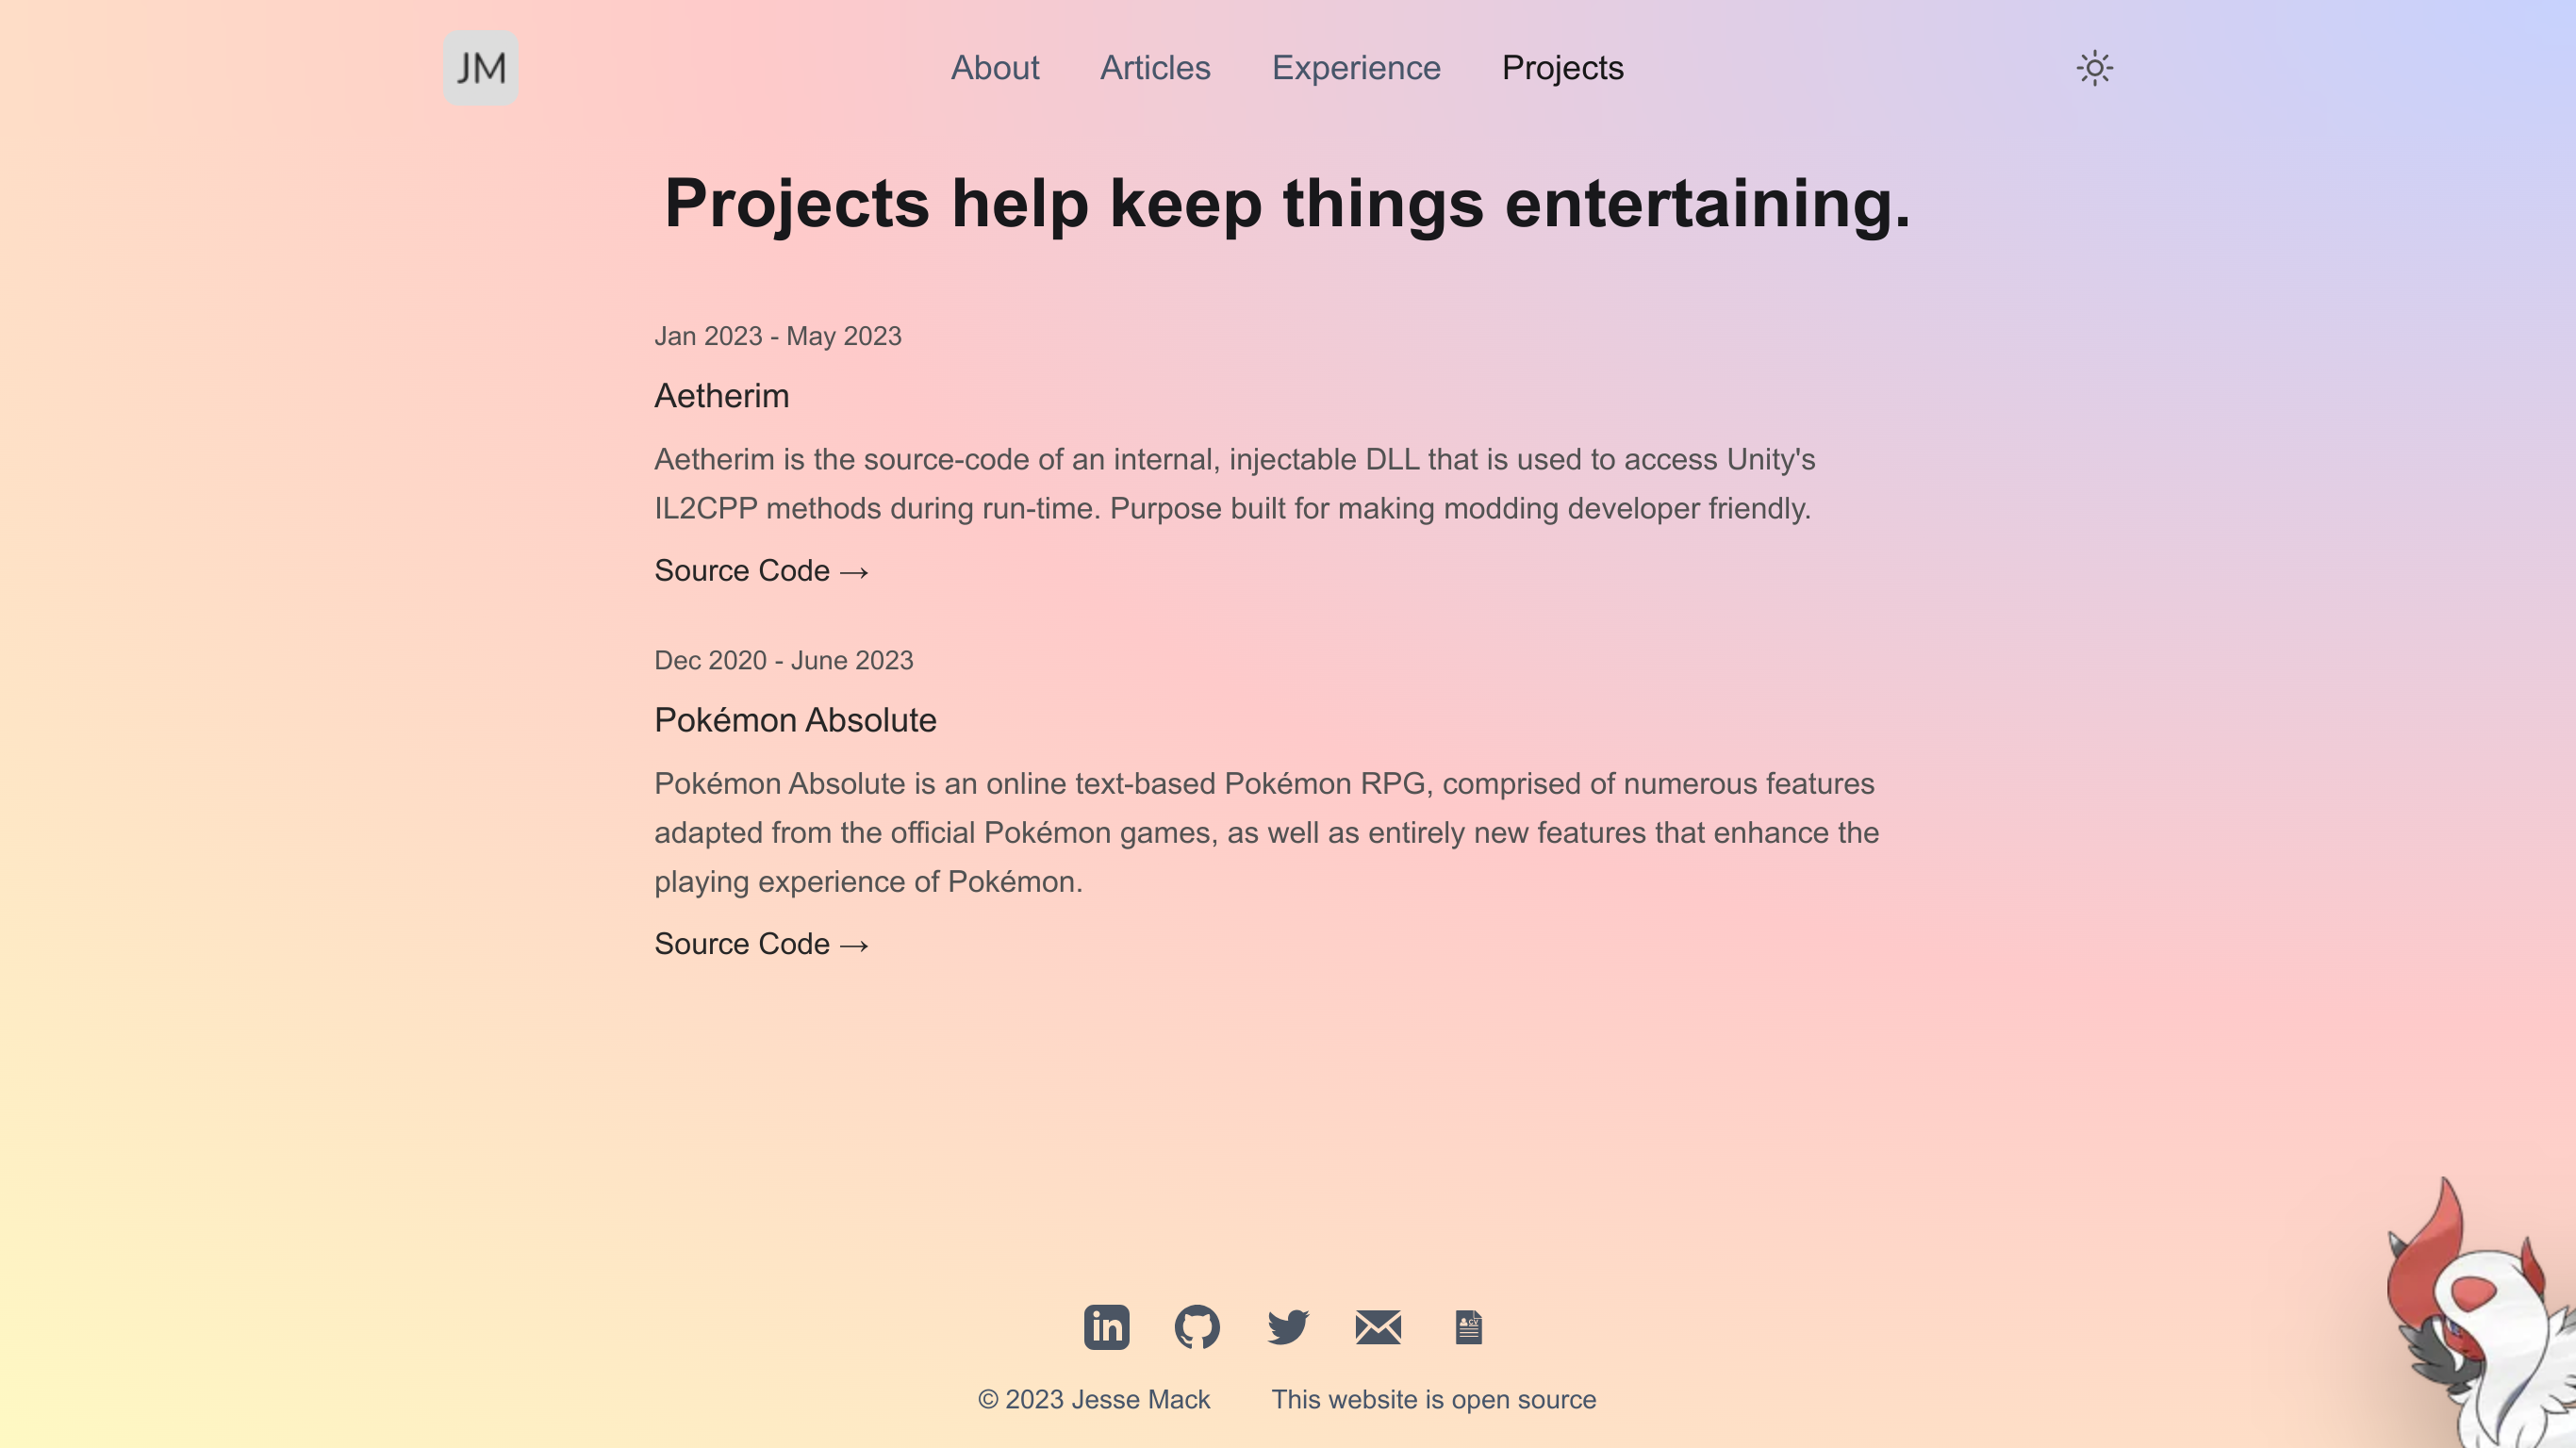 JM
About Articles Experience Projects
Projects help keep things entertaining.
Jan 2023 - May 2023
Aetherim
Aetherim is the source-code of an internal, injectable DLL that is used to access Unity's
IL2CPP methods during run-time. Purpose built for making modding developer friendly.
Source Code →
Dec 2020 - June 2023
Pokémon Absolute
Pokémon Absolute is an online text-based Pokémon RPG, comprised of numerous features
adapted from the official Pokémon games, as well as entirely new features that enhance the
playing experience of Pokémon.
Source Code →
in CV
© 2023 Jesse Mack This website is open source